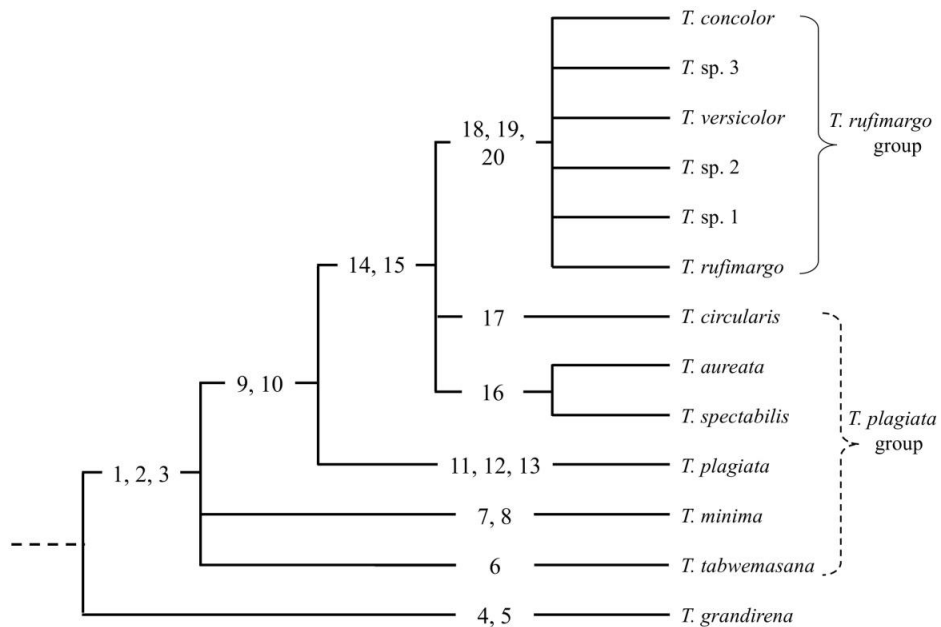 T. concolor
T. sp. 3
18, 19,
20
T. versicolor
T. rufimargo
group
T. sp. 2
T. sp. 1
14, 15
T. rufimargo
17
T. circularis
9, 10
T. aureata
16
T. spectabilis
T. plagiata
group
1, 2, 3
11, 12, 13
T. plagiata
7, 8
T. minima
6
T. tabwemasana
4, 5
T. grandirena